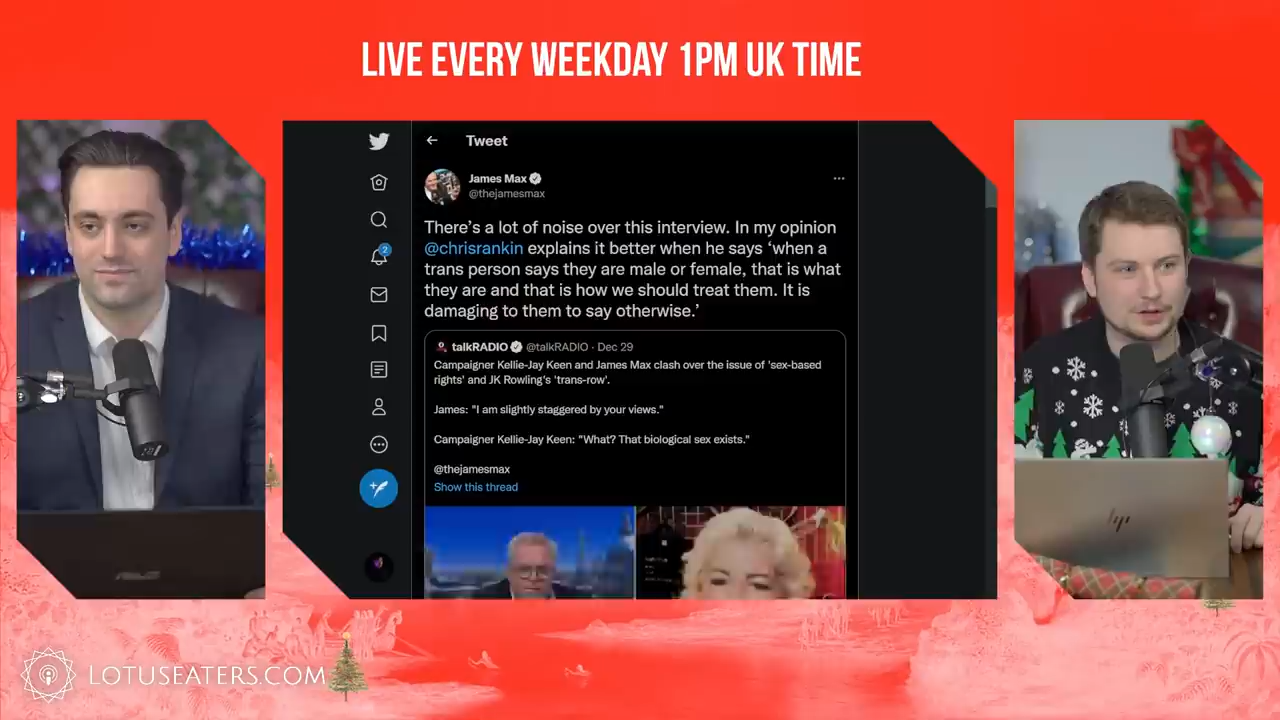 LIVE EVERY WEEKDAY 1PM UK TIME
Tweet
James Max
@thejamesmax
There's a lot of noise over this interview. In my opinion
@chrisrankin explains it better when he says ‘when a
trans person says they are male or female, that is what
they are and that is how we should treat them. It is
damaging to them to say otherwise.’
talkRADIO @talkRADIO · Dec 29
Campaigner Kellie-Jay Keen and James Max clash over the issue of 'sex-based
rights' and JK Rowling's 'trans-row'.
James: "I am slightly staggered by your views."
Campaigner Kellie-Jay Keen: "What? That biological sex exists."
@thejamesmax
Show this thread
2
ASUS
hp
LOTUSEATERS.COM